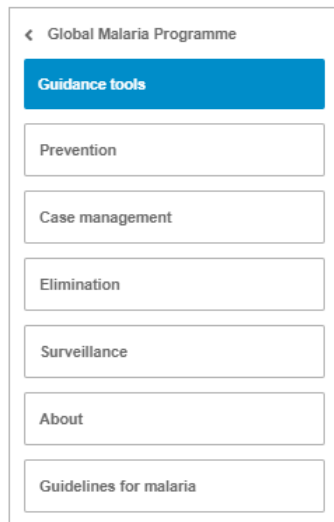 Global Malaria Programme
Guidance tools
Prevention
Case management
Elimination
Surveillance
About
Guidelines for malaria